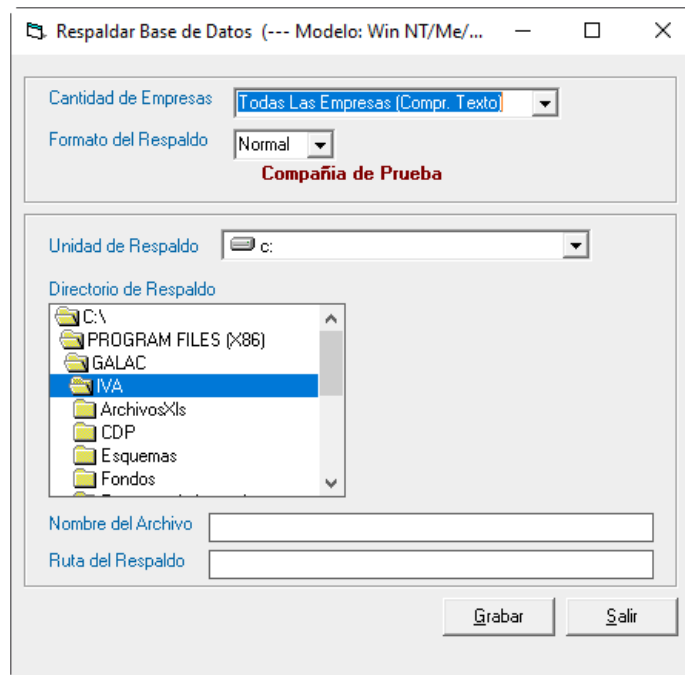 Respaldar Base de Datos (--- Modelo: Win NT/Me/...
Cantidad de Empresas Todas Las Empresas (Compr. Texto)
Formato del Respaldo Normal
Compañia de Prueba
Unidad de Respaldo c:
Directorio de Respaldo
C:\
PROGRAM FILES (X86)
GALAC
IVA
ArchivosXls
CDP
Esquemas
Fondos
Nombre del Archivo
Ruta del Respaldo
Grabar Salir